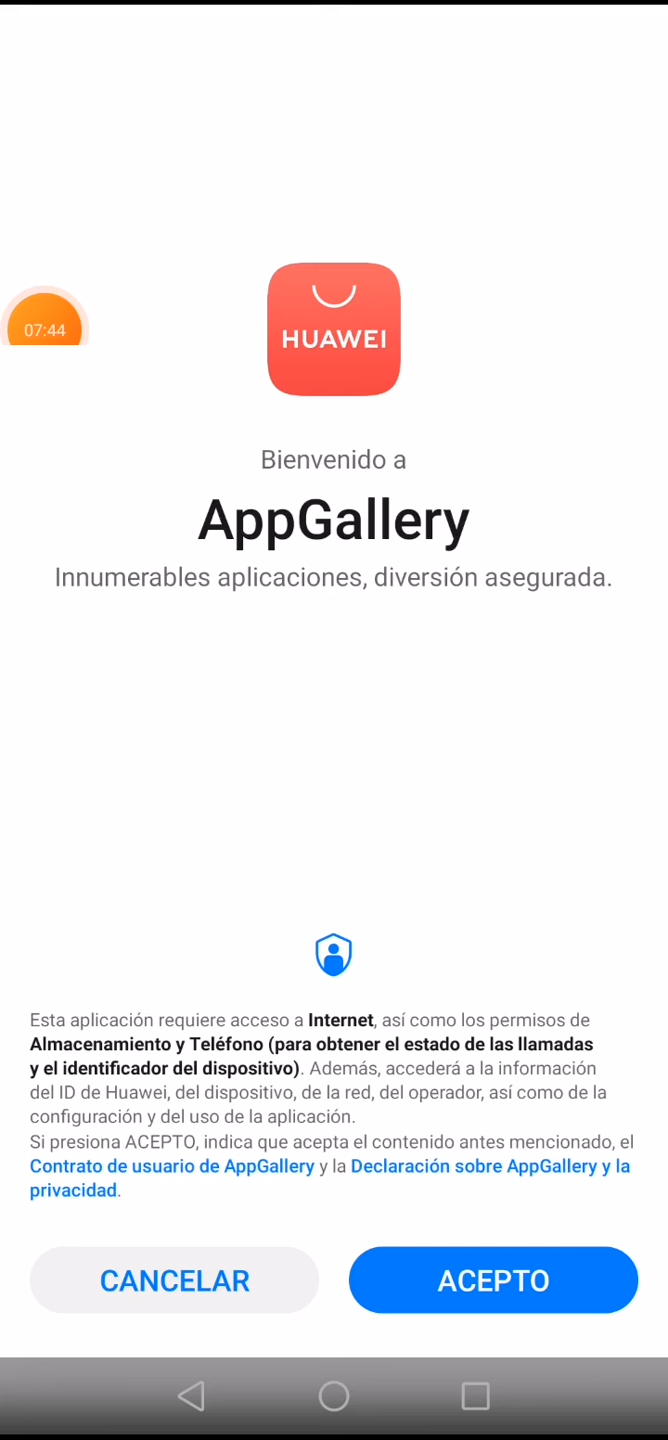 07:44
HUAWEI
Bienvenido a
AppGallery
Innumerables aplicaciones, diversión asegurada.
Esta aplicación requiere acceso a Internet, así como los permisos de
Almacenamiento y Teléfono (para obtener el estado de las llamadas
y el identificador del dispositivo). Además, accederá a la información
del ID de Huawei, del dispositivo, de la red, del operador, así como de la
configuración y del uso de la aplicación.
Si presiona ACEPTO, indica que acepta el contenido antes mencionado, el
Contrato de usuario de AppGallery y la Declaración sobre AppGallery y la
privacidad.
CANCELAR
ACEPTO